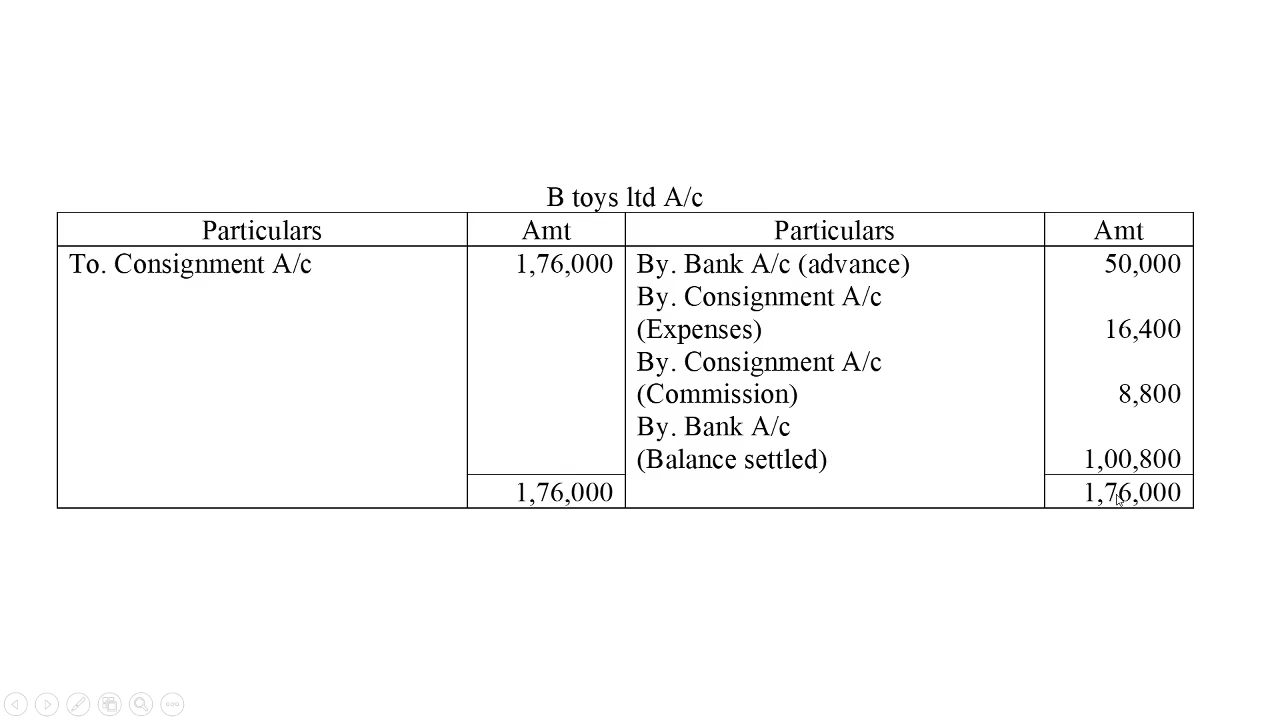 B toys ltd A/c
Particulars Amt Particulars Amt
To. Consignment A/c 1,76,000 By. Bank A/c (advance) 50,000
By. Consignment A/c
(Expenses) 16,400
By. Consignment A/c
(Commission) 8,800
By. Bank A/c
(Balance settled) 1,00,800
1,76,000 1,76,000